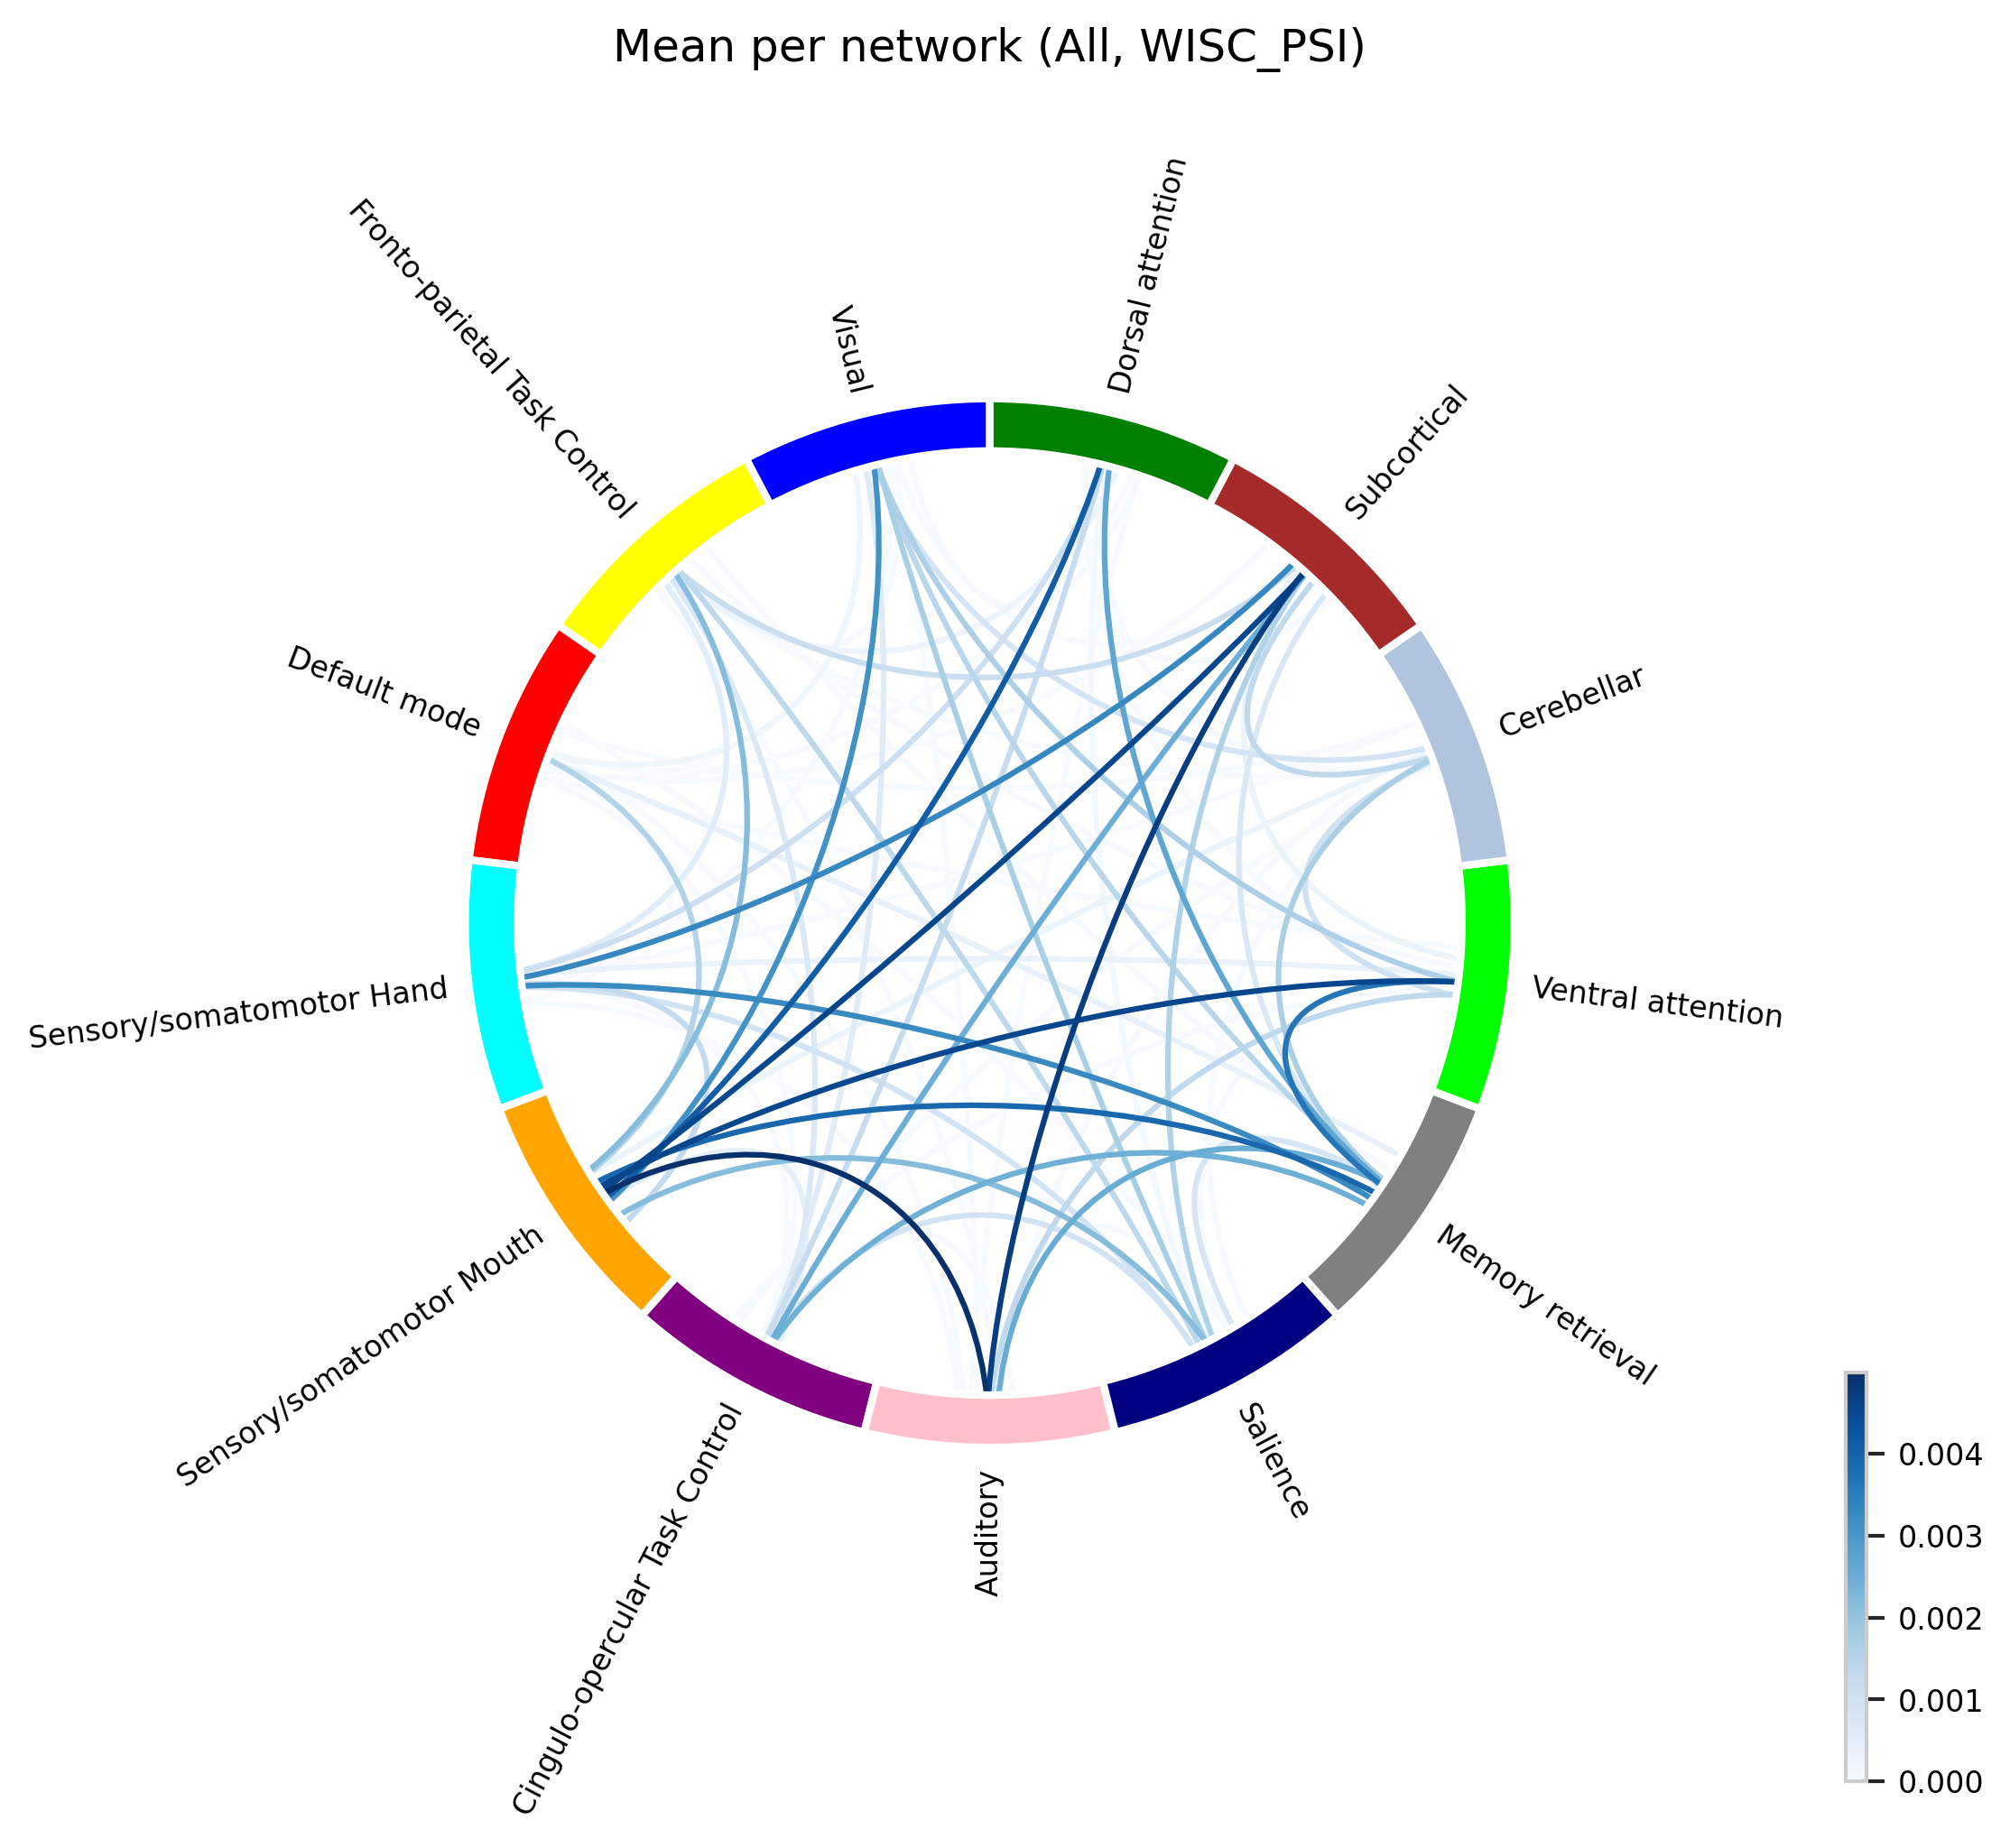 Mean per network (All, WISC_PSI)
Dorsal attention
Visual
Fronto-parietal Task Control
Subcortical
Default mode
Cerebellar
Sensory/somatomotor Hand
Ventral attention
Sensory/somatomotor Mouth
Memory retrieval
Cingulo-opercular Task Control
Auditory
Salience
0.004
0.003
0.002
0.001
0.000